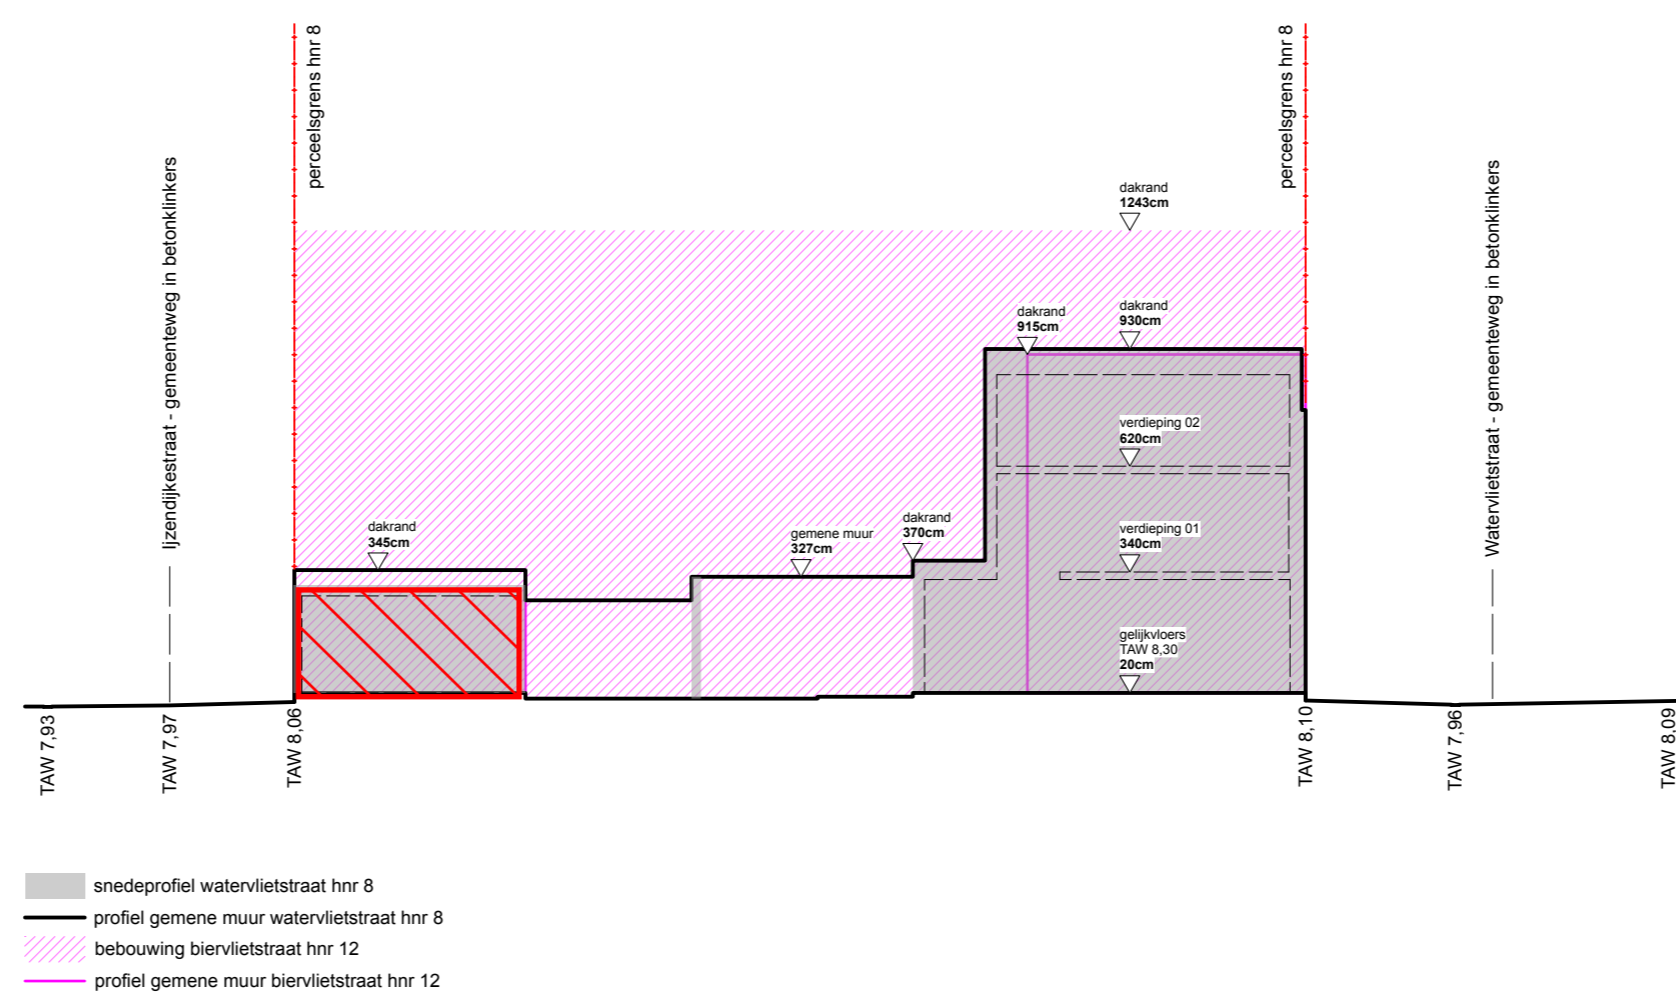 perceelsgrens hnr 8
perceelsgrens hnr 8
Ijzendijkestraat - gemeenteweg in betonklinkers
Watervlietstraat - gemeenteweg in betonklinkers
dakrand
1243cm
dakrand
915cm
dakrand
930cm
verdieping 02
620cm
dakrand
345cm
gemene muur
327cm
dakrand
370cm
verdieping 01
340cm
gelijkvloers
TAW 8,30
20cm
TAW 7,93
TAW 7,97
TAW 8,06
TAW 8,10
TAW 7,96
TAW 8.09
snedeprofiel watervlietstraat hnr 8
profiel gemene muur watervlietstraat hnr 8
bebouwing biervlietstraat hnr 12
profiel gemene muur biervlietstraat hnr 12